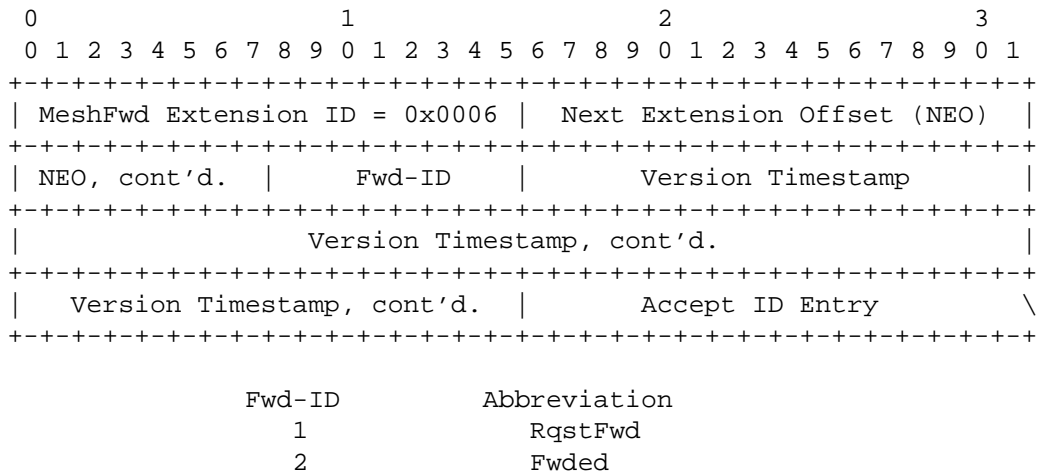 0                   1                   2                   3
 0 1 2 3 4 5 6 7 8 9 0 1 2 3 4 5 6 7 8 9 0 1 2 3 4 5 6 7 8 9 0 1
+-+-+-+-+-+-+-+-+-+-+-+-+-+-+-+-+-+-+-+-+-+-+-+-+-+-+-+-+-+-+-+-+
| MeshFwd Extension ID = 0x0006 |  Next Extension Offset (NEO)  |
+-+-+-+-+-+-+-+-+-+-+-+-+-+-+-+-+-+-+-+-+-+-+-+-+-+-+-+-+-+-+-+-+
| NEO, cont’d.  |     Fwd-ID    |       Version Timestamp       |
+-+-+-+-+-+-+-+-+-+-+-+-+-+-+-+-+-+-+-+-+-+-+-+-+-+-+-+-+-+-+-+-+
|                  Version Timestamp, cont’d.                   |
+-+-+-+-+-+-+-+-+-+-+-+-+-+-+-+-+-+-+-+-+-+-+-+-+-+-+-+-+-+-+-+-+
|   Version Timestamp, cont’d.  |       Accept ID Entry         \
+-+-+-+-+-+-+-+-+-+-+-+-+-+-+-+-+-+-+-+-+-+-+-+-+-+-+-+-+-+-+-+-+
Fwd-ID         Abbreviation
1              RqstFwd
2              Fwded